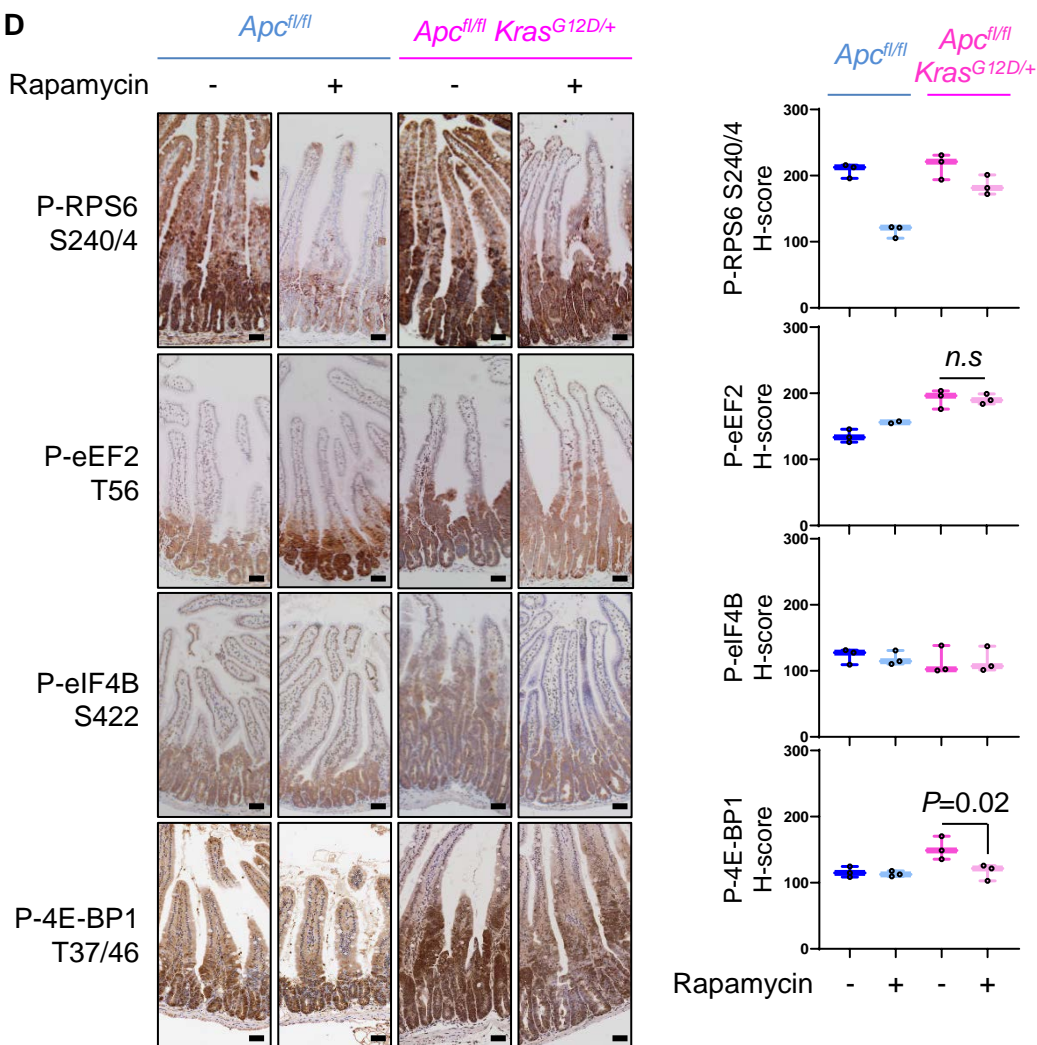 D
Apcfl/fl
Apcfl/fl KrasG12D/+
Rapamycin - + - +
P-RPS6
S240/4
P-eEF2
T56
P-eIF4B
S422
P-4E-BP1
T37/46
Apcfl/fl
Apcfl/fl
KrasG12D/+
P-RPS6 S240/4
H-score
300
200
100
0
P-eEF2
H-score
300
200
100
0
n.s
P-eIF4B
H-score
300
200
100
0
P-4E-BP1
H-score
300
200
100
0
P=0.02
Rapamycin - + - +